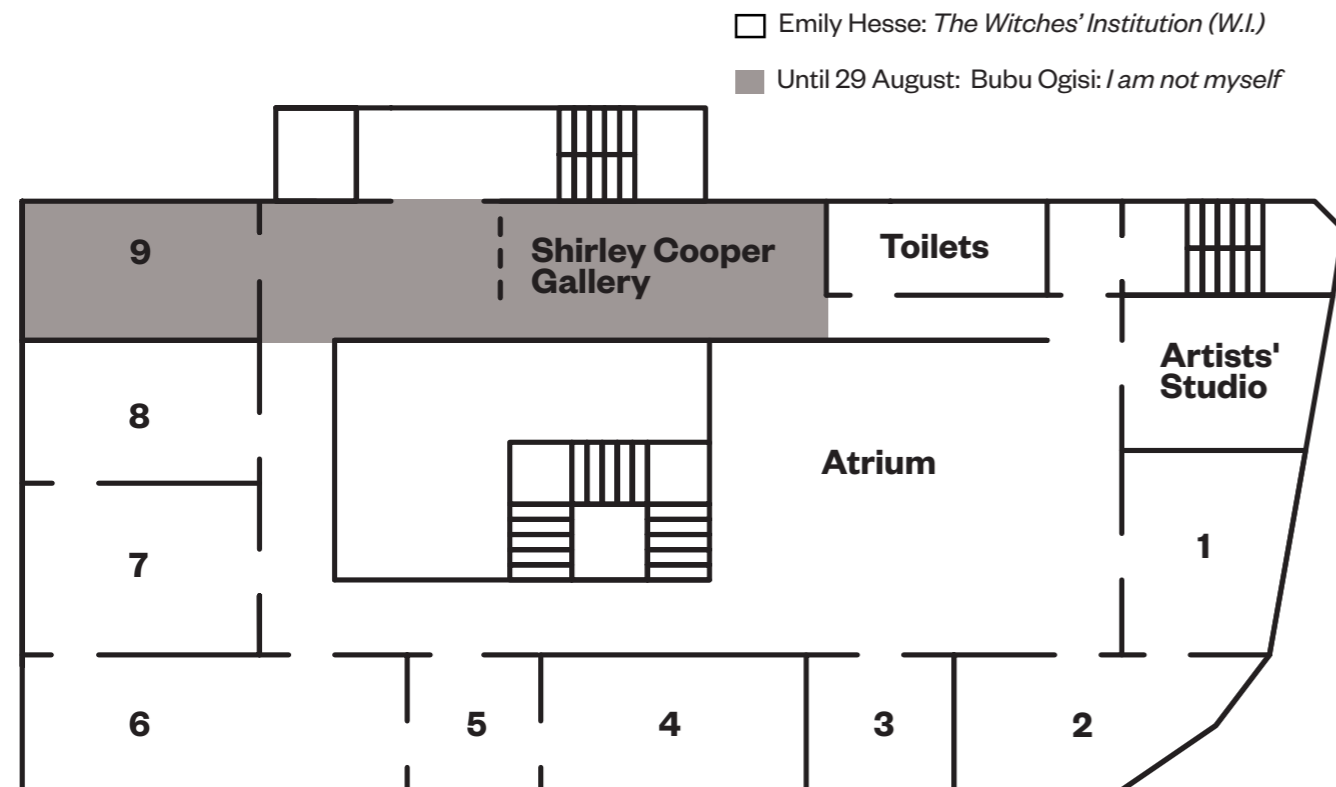 Emily Hesse: The Witches' Institution (W.I.)
Until 29 August: Bubu Ogisi: I am not myself
9
Shirley Cooper
Gallery
Toilets
Artists'
Studio
8
Atrium
7
1
6
5
4
3
2